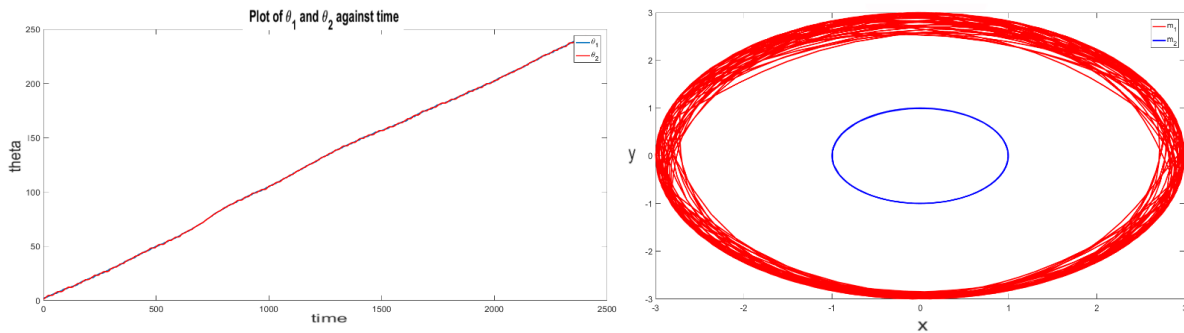 Plot of θ1 and θ2 against time
250
200
150
100
50
0
theta
0 500 1000 1500 2000 2500
time
θ1
θ2
3
2
1
0
-1
-2
-3
y
-3 -2 -1 0 1 2 3
x
m1
m2